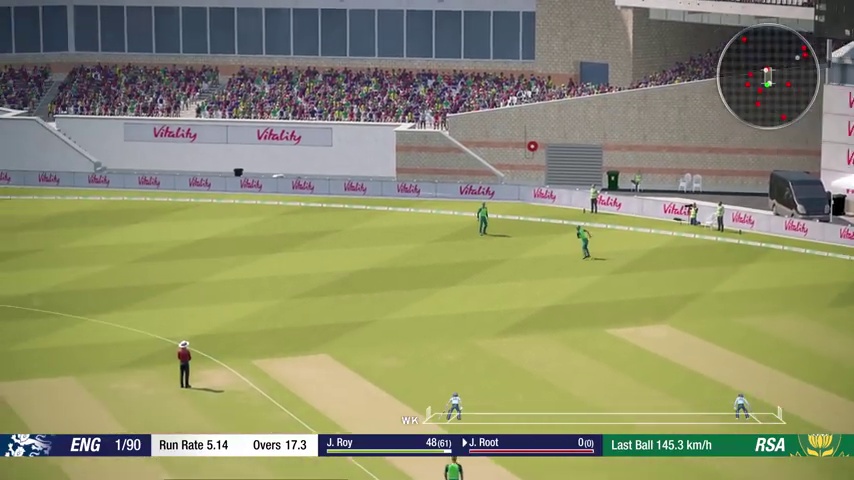 Vitality Vitality
Vitality Vitality Vitality Vitality Vitality Vitality Vitality Vitality Vitality Vitality Vitality Vitality Vitality
WK
ENG 1/90 Run Rate 5.14 Overs 17.3 J. Roy 48(61) J. Root 0(0) Last Ball 145.3 km/h RSA